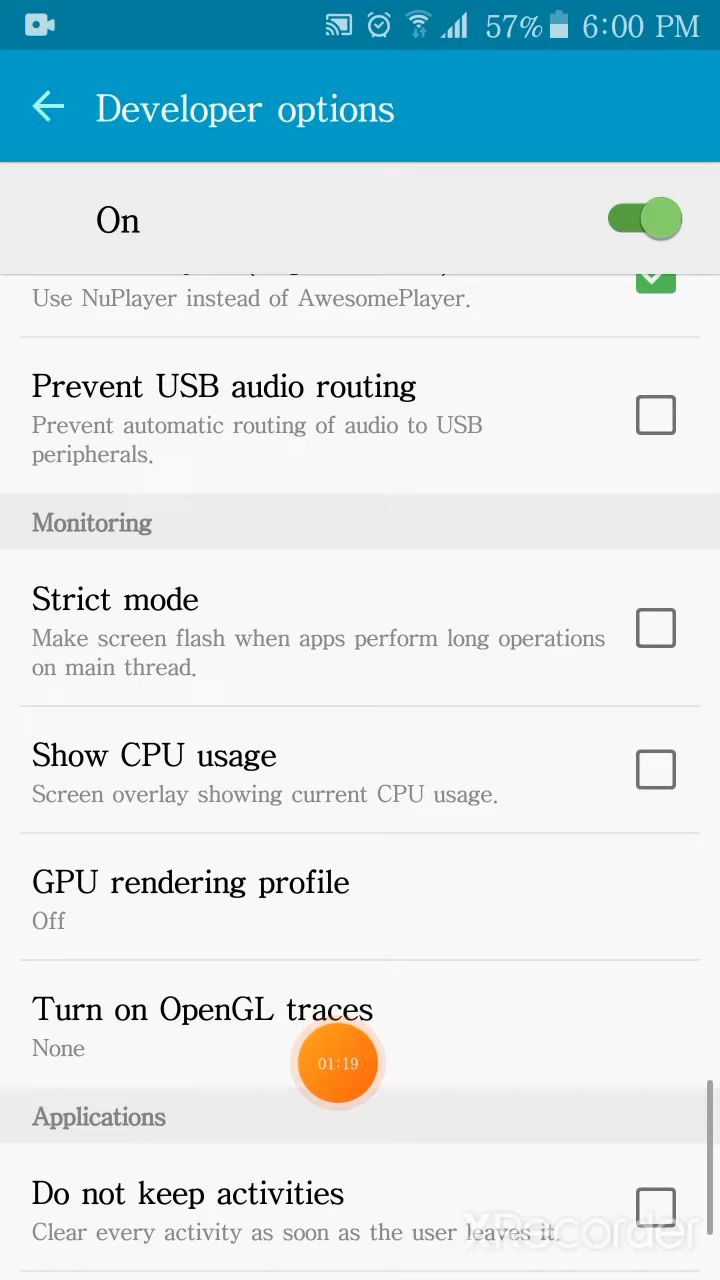 57% 6:00 PM
Developer options
On
Use NuPlayer instead of AwesomePlayer.
Prevent USB audio routing
Prevent automatic routing of audio to USB
peripherals.
Monitoring
Strict mode
Make screen flash when apps perform long operations
on main thread.
Show CPU usage
Screen overlay showing current CPU usage.
GPU rendering profile
Off
Turn on OpenGL traces
None
01:19
Applications
Do not keep activities
Clear every activity as soon as the user leaves it.
XRecorder